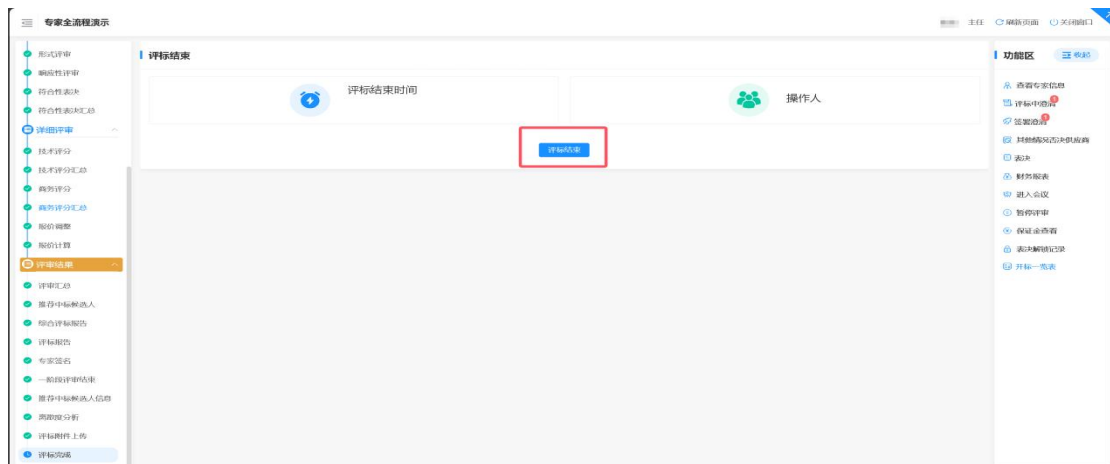 专家全流程演示
主任 刷新页面 关闭窗口
形式评审
响应性评审
符合性表决
符合性表决汇总
详细评审
技术评分
技术评分汇总
商务评分
商务评分汇总
报价调整
报价计算
评审结果
评审汇总
推荐中标候选人
综合评标报告
评标报告
专家签名
一阶段评审结束
推荐中标候选人信息
离散度分析
评标附件上传
评标完成
评标结束
评标结束时间
操作人
评标结束
功能区 收起
查看专家信息
评标中澄清
签署澄清
其他情况否决供应商
表决
财务报表
进入会议
暂停评审
保证金查看
表决解锁记录
开标一览表